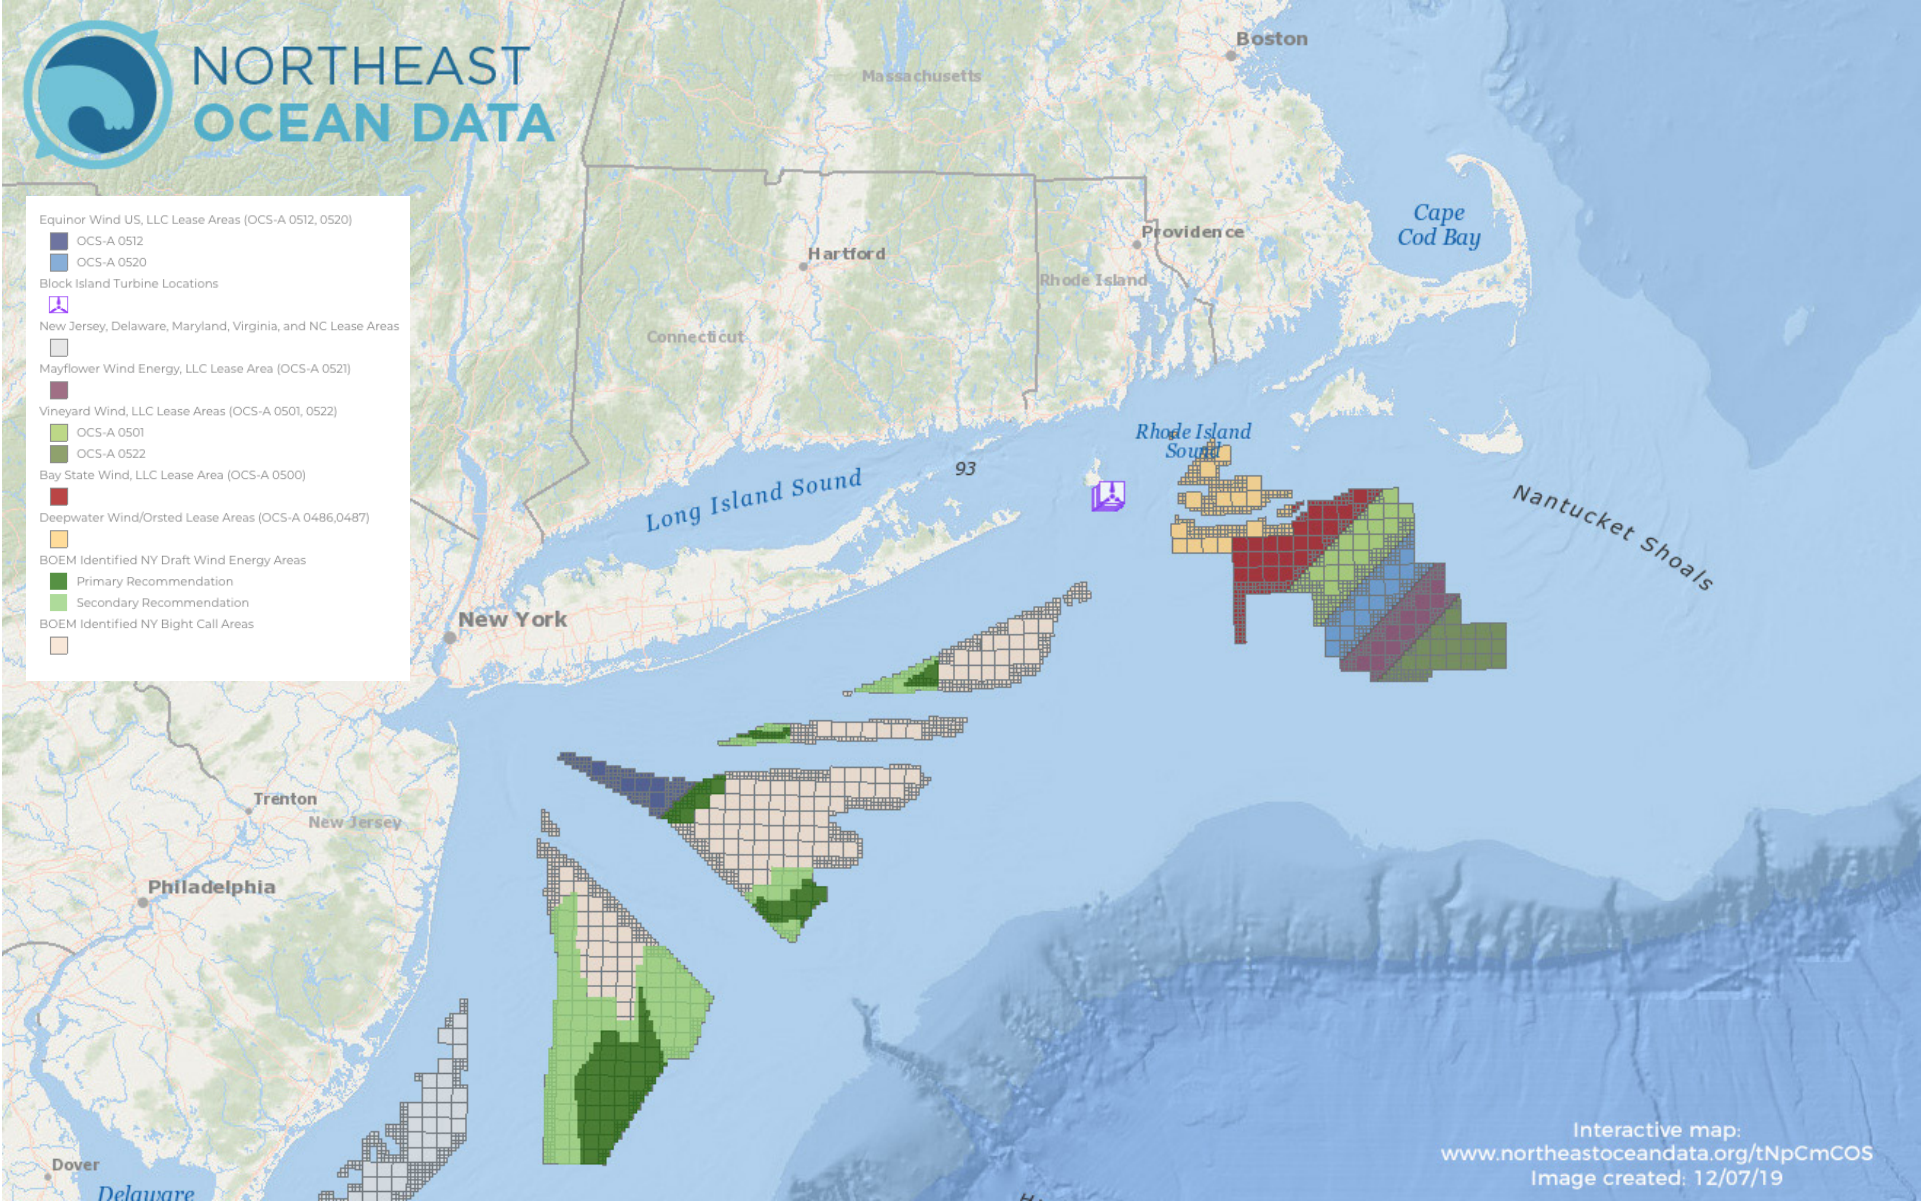 NORTHEAST
OCEAN DATA
Equinor Wind US, LLC Lease Areas (OCS-A 0512, 0520)
OCS-A 0512
OCS-A 0520
Block Island Turbine Locations
New Jersey, Delaware, Maryland, Virginia, and NC Lease Areas
Mayflower Wind Energy, LLC Lease Area (OCS-A 0521)
Vineyard Wind, LLC Lease Areas (OCS-A 0501, 0522)
OCS-A 0501
OCS-A 0522
Bay State Wind, LLC Lease Area (OCS-A 0500)
Deepwater Wind/Orsted Lease Areas (OCS-A 0486,0487)
BOEM Identified NY Draft Wind Energy Areas
Primary Recommendation
Secondary Recommendation
BOEM Identified NY Bight Call Areas
Boston
Massachusetts
Cape
Cod Bay
Providence
Hartford
Rhode Island
Connecticut
Rhode Island
Sound
93
Long Island Sound
Nantucket Shoals
New York
Trenton
New Jersey
Philadelphia
Dover
Delaware
Interactive map:
www.northeastoceandata.org/tNpCmCOS
Image created: 12/07/19